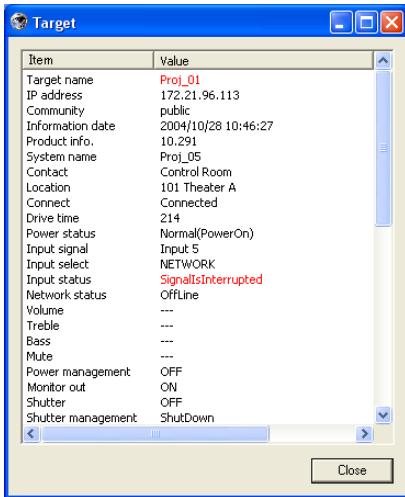 Target
Item Value
Target name Proj_01
IP address 172.21.96.113
Community public
Information date 2004/10/28 10:46:27
Product info. 10.291
System name Proj_05
Contact Control Room
Location 101 Theater A
Connect Connected
Drive time 214
Power status Normal(PowerOn)
Input signal Input 5
Input select NETWORK
Input status SignalIsInterrupted
Network status OffLine
Volume ---
Treble ---
Bass ---
Mute ---
Power management OFF
Monitor out ON
Shutter OFF
Shutter management ShutDown
Close